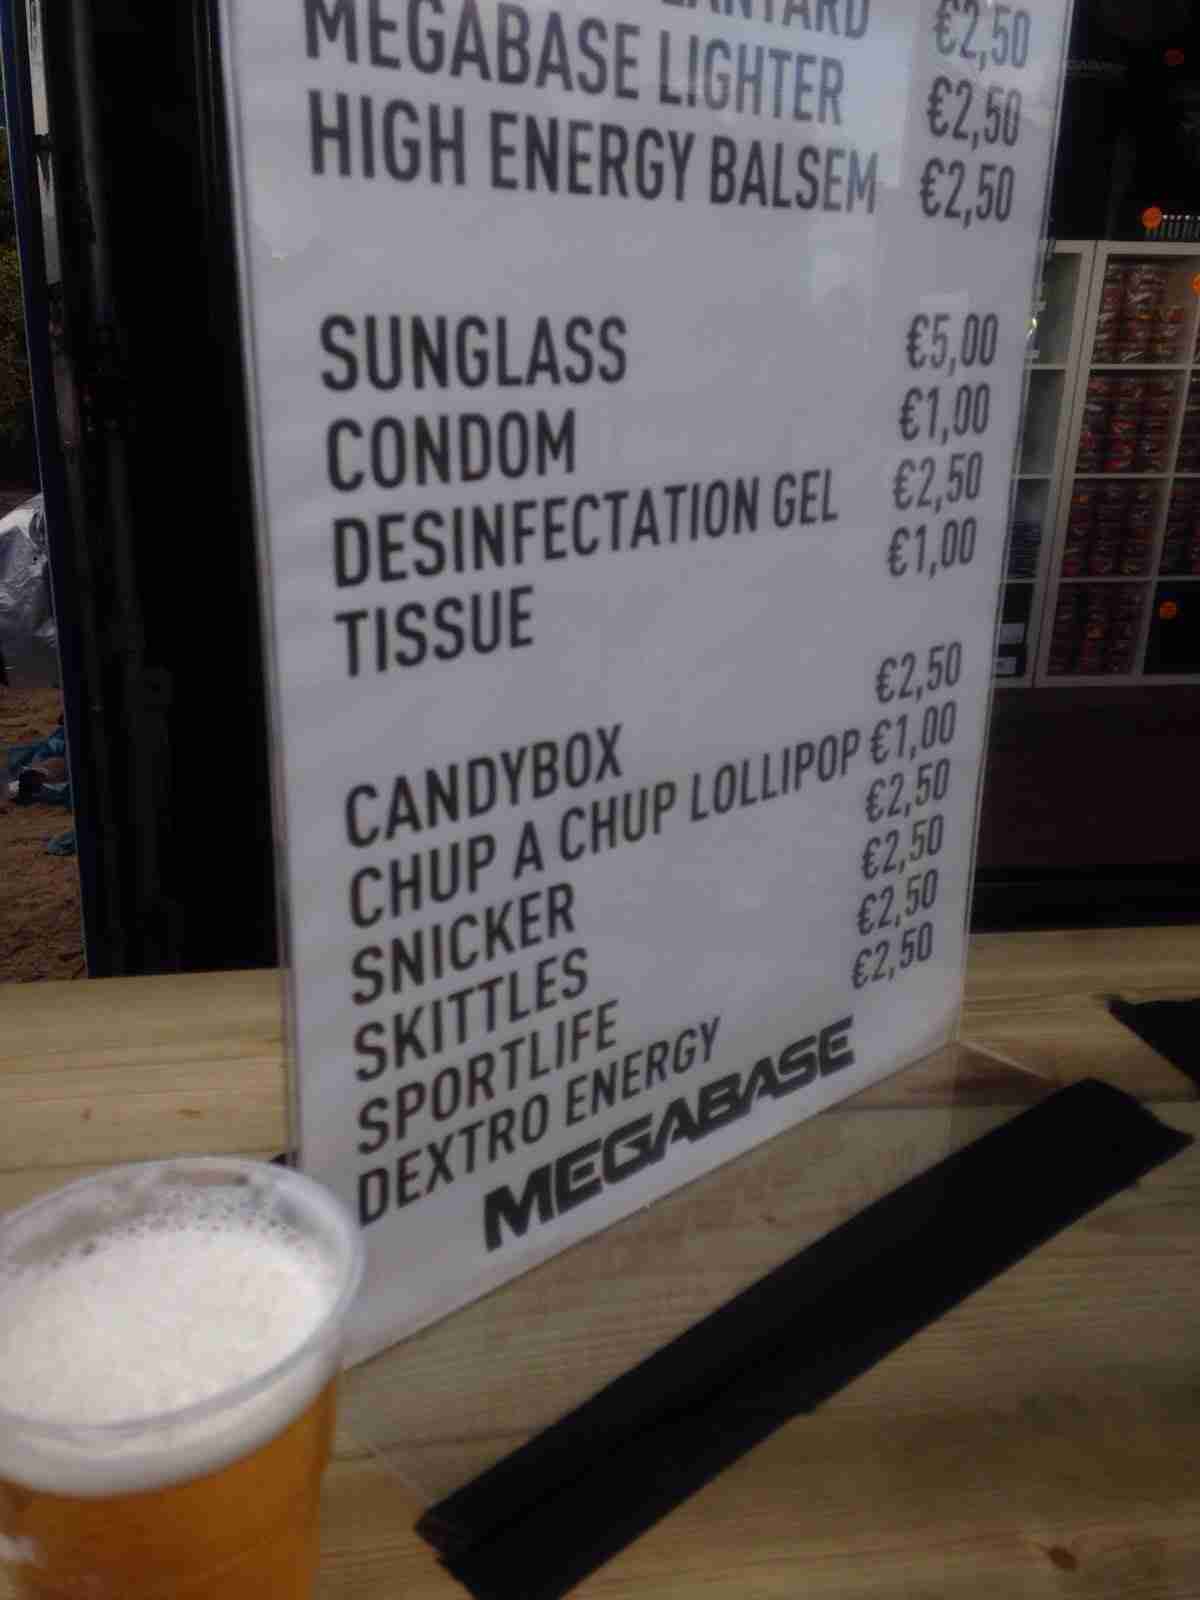 LANYARD €2,50
MEGABASE LIGHTER €2,50
HIGH ENERGY BALSEM €2,50
SUNGLASS €5,00
CONDOM €1,00
DESINFECTATION GEL €2,50
TISSUE €1,00
CANDYBOX €2,50
CHUP A CHUP LOLLIPOP €1,00
SNICKER €2,50
SKITTLES €2,50
SPORTLIFE €2,50
DEXTRO ENERGY €2,50
MEGABASE